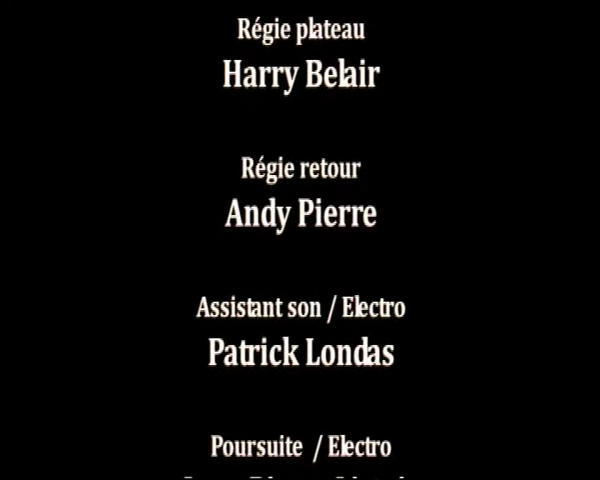 Régie plateau
Harry Belair
Régie retour
Andy Pierre
Assistant son / Electro
Patrick Londas
Poursuite / Electro